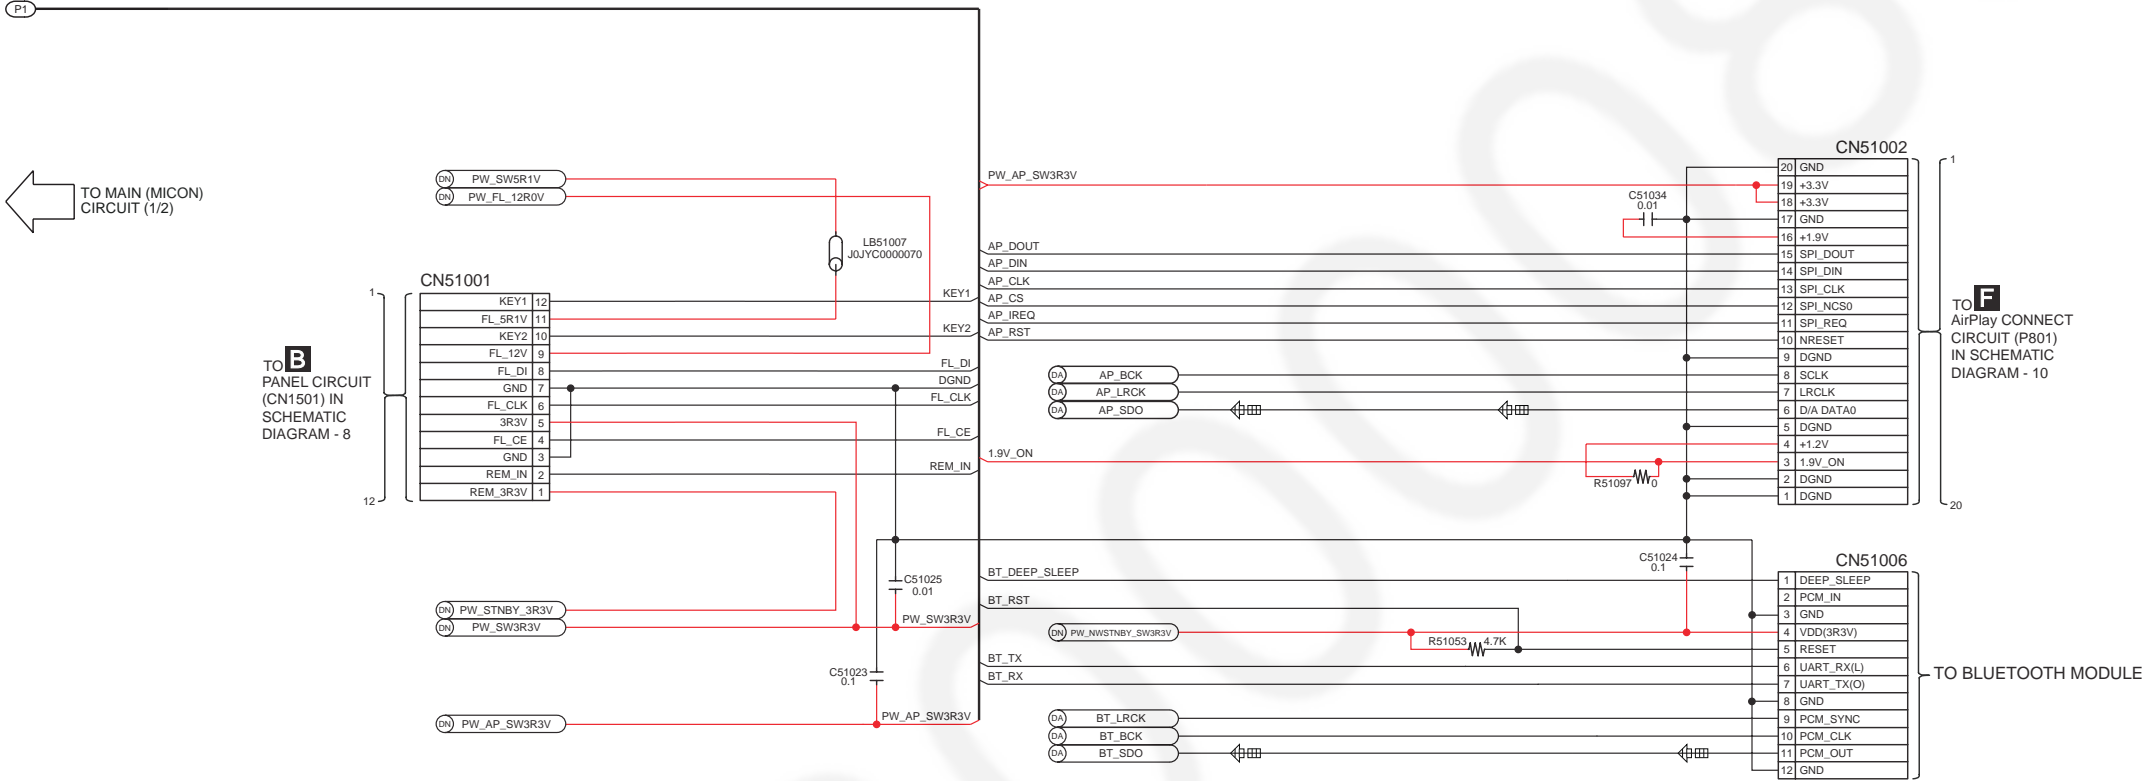 P1
TO MAIN (MICON)
CIRCUIT (1/2)
DN PW_SW5R1V
DN PW_FL_12R0V
LB51007
J0JYC0000070
CN51001
1
KEY1 12
FL_5R1V 11
KEY2 10
FL_12V 9
FL_DI 8
GND 7
FL_CLK 6
3R3V 5
FL_CE 4
GND 3
REM_IN 2
REM_3R3V 1
12
TO B
PANEL CIRCUIT
(CN1501) IN
SCHEMATIC
DIAGRAM - 8
KEY1
KEY2
FL_DI
DGND
FL_CLK
FL_CE
REM_IN
C51025
0.01
DN PW_STNBY_3R3V
DN PW_SW3R3V
PW_SW3R3V
C51023
0.1
DN PW_AP_SW3R3V
PW_AP_SW3R3V
PW_AP_SW3R3V
AP_DOUT
AP_DIN
AP_CLK
AP_CS
AP_IREQ
AP_RST
DA AP_BCK
DA AP_LRCK
DA AP_SDO
1.9V_ON
C51034
0.01
R51097 0
CN51002
1
20 GND
19 +3.3V
18 +3.3V
17 GND
16 +1.9V
15 SPI_DOUT
14 SPI_DIN
13 SPI_CLK
12 SPI_NCS0
11 SPI_REQ
10 NRESET
9 DGND
8 SCLK
7 LRCLK
6 D/A DATA0
5 DGND
4 +1.2V
3 1.9V_ON
2 DGND
1 DGND
20
TO F
AirPlay CONNECT
CIRCUIT (P801)
IN SCHEMATIC
DIAGRAM - 10
C51024
0.1
BT_DEEP_SLEEP
BT_RST
DN PW_NWSTNBY_SW3R3V
R51053 4.7K
BT_TX
BT_RX
DA BT_LRCK
DA BT_BCK
DA BT_SDO
CN51006
1 DEEP_SLEEP
2 PCM_IN
3 GND
4 VDD(3R3V)
5 RESET
6 UART_RX(L)
7 UART_TX(O)
8 GND
9 PCM_SYNC
10 PCM_CLK
11 PCM_OUT
12 GND
TO BLUETOOTH MODULE